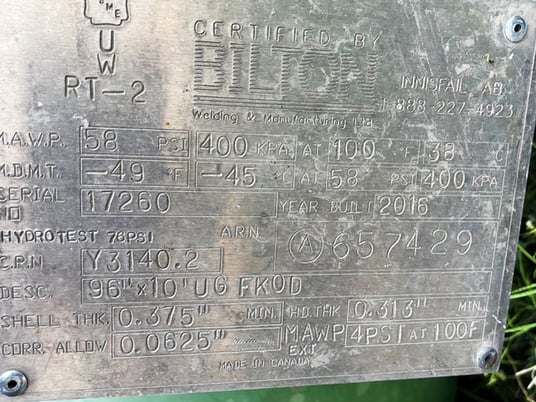 U
W
RT-2
CERTIFIED BY
BILTON
Welding & Manufacturing Ltd.
INNISFAIL AB
1-888-227-4923
M.A.W.P. 58 PSI 400 KPA AT 100 °F 38 °C
M.D.M.T. -49 °F -45 °C AT 58 PSI 400 KPA
SERIAL NO 17260 YEAR BUILT 2016
HYDROTEST 76PSI A.R.N. A 657429
C.R.N Y3140.2
DESC. 96"x10' UG FKOD
SHELL THK. 0.375" MIN. HD.THK 0.313" MIN.
CORR. ALLOW 0.0625" MAWP EXT 4PSI AT 100F
MADE IN CANADA